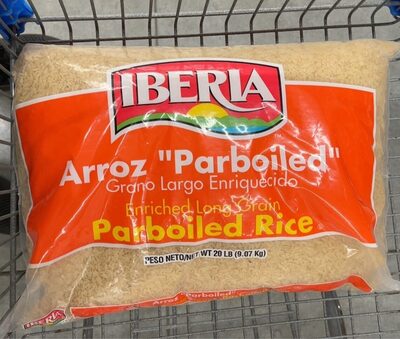 IBERIA
Arroz "Parboiled"
Grano Largo Enriquecido
Enriched Long Grain
Parboiled Rice
PESO NETO/NET WT 20 LB (9.07 KG)
IBERIA
Arroz "Parboiled"